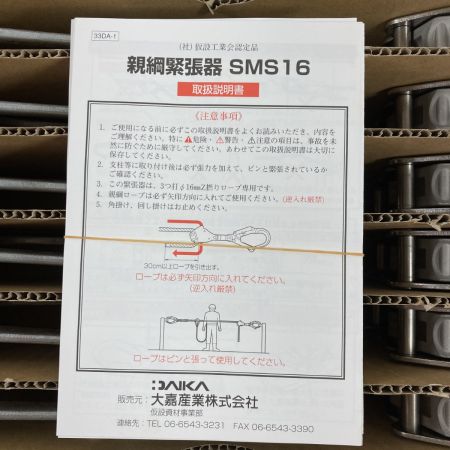 33DA-1
(社)仮設工業会認定品
親綱緊張器 SMS16
取扱説明書
《注意事項》
1. ご使用になる前に必ずこの取扱説明書をよくお読みいただき、内容をご
理解ください。特に⚠危険・⚠警告・⚠注意の項目は、事故を未
然に防ぐために厳守してください。あわせてこの取扱説明書は大切に
保存してください。
2. 支柱等に取り付け後は必ず張力を加えて、ピンと緊張されているか
ご確認ください。
3. この緊張器は、3つ打φ16㎜Z撚りロープ専用です。
4. 親綱ロープは必ず矢印方向に入れてご使用ください。(逆入れ厳禁)
5. 角掛け、回し掛けはお止めください。
30cm以上ロープを引き出す。
ロープは必ず矢印方向に入れてください。
(逆入れ厳禁)
ロープはピンと張って使用してください。
DAIKA
販売元：大嘉産業株式会社
仮設資材事業部
連絡先：TEL 06-6543-3231 FAX 06-6543-3390